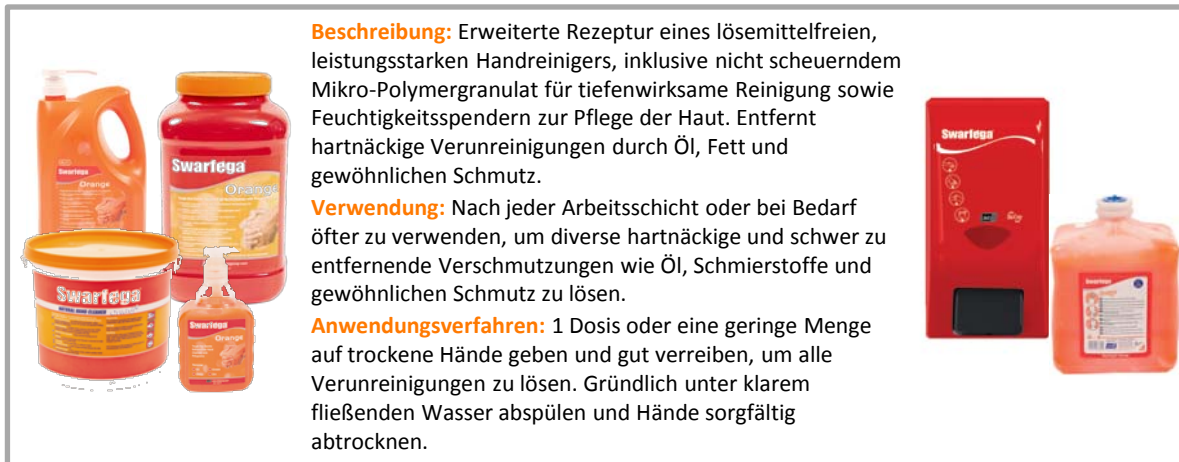 Beschreibung: Erweiterte Rezeptur eines lösemittelfreien,
leistungsstarken Handreinigers, inklusive nicht scheuerndem
Mikro-Polymergranulat für tiefenwirksame Reinigung sowie
Feuchtigkeitsspendern zur Pflege der Haut. Entfernt
hartnäckige Verunreinigungen durch Öl, Fett und
gewöhnlichen Schmutz.
Verwendung: Nach jeder Arbeitsschicht oder bei Bedarf
öfter zu verwenden, um diverse hartnäckige und schwer zu
entfernende Verschmutzungen wie Öl, Schmierstoffe und
gewöhnlichen Schmutz zu lösen.
Anwendungsverfahren: 1 Dosis oder eine geringe Menge
auf trockene Hände geben und gut verreiben, um alle
Verunreinigungen zu lösen. Gründlich unter klarem
fließenden Wasser abspülen und Hände sorgfältig
abtrocknen.
Swarfega
Orange
Swarfega
Orange
Swarfega
Swarfega
Orange
Swarfega
Swarfega